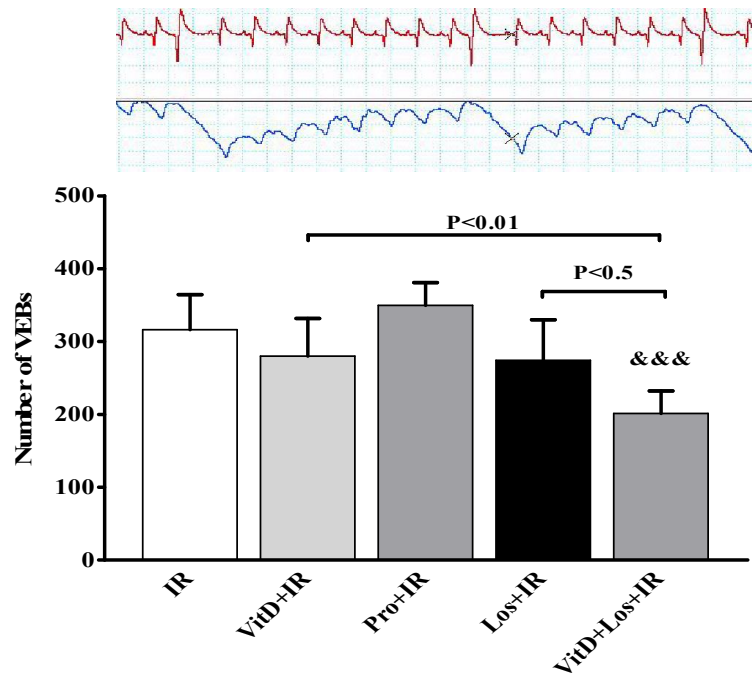 500
P<0.01
400
P<0.5
300
&&&
200
100
0
Number of VEBs
IR
VitD+IR
Pro+IR
Los+IR
VitD+Los+IR